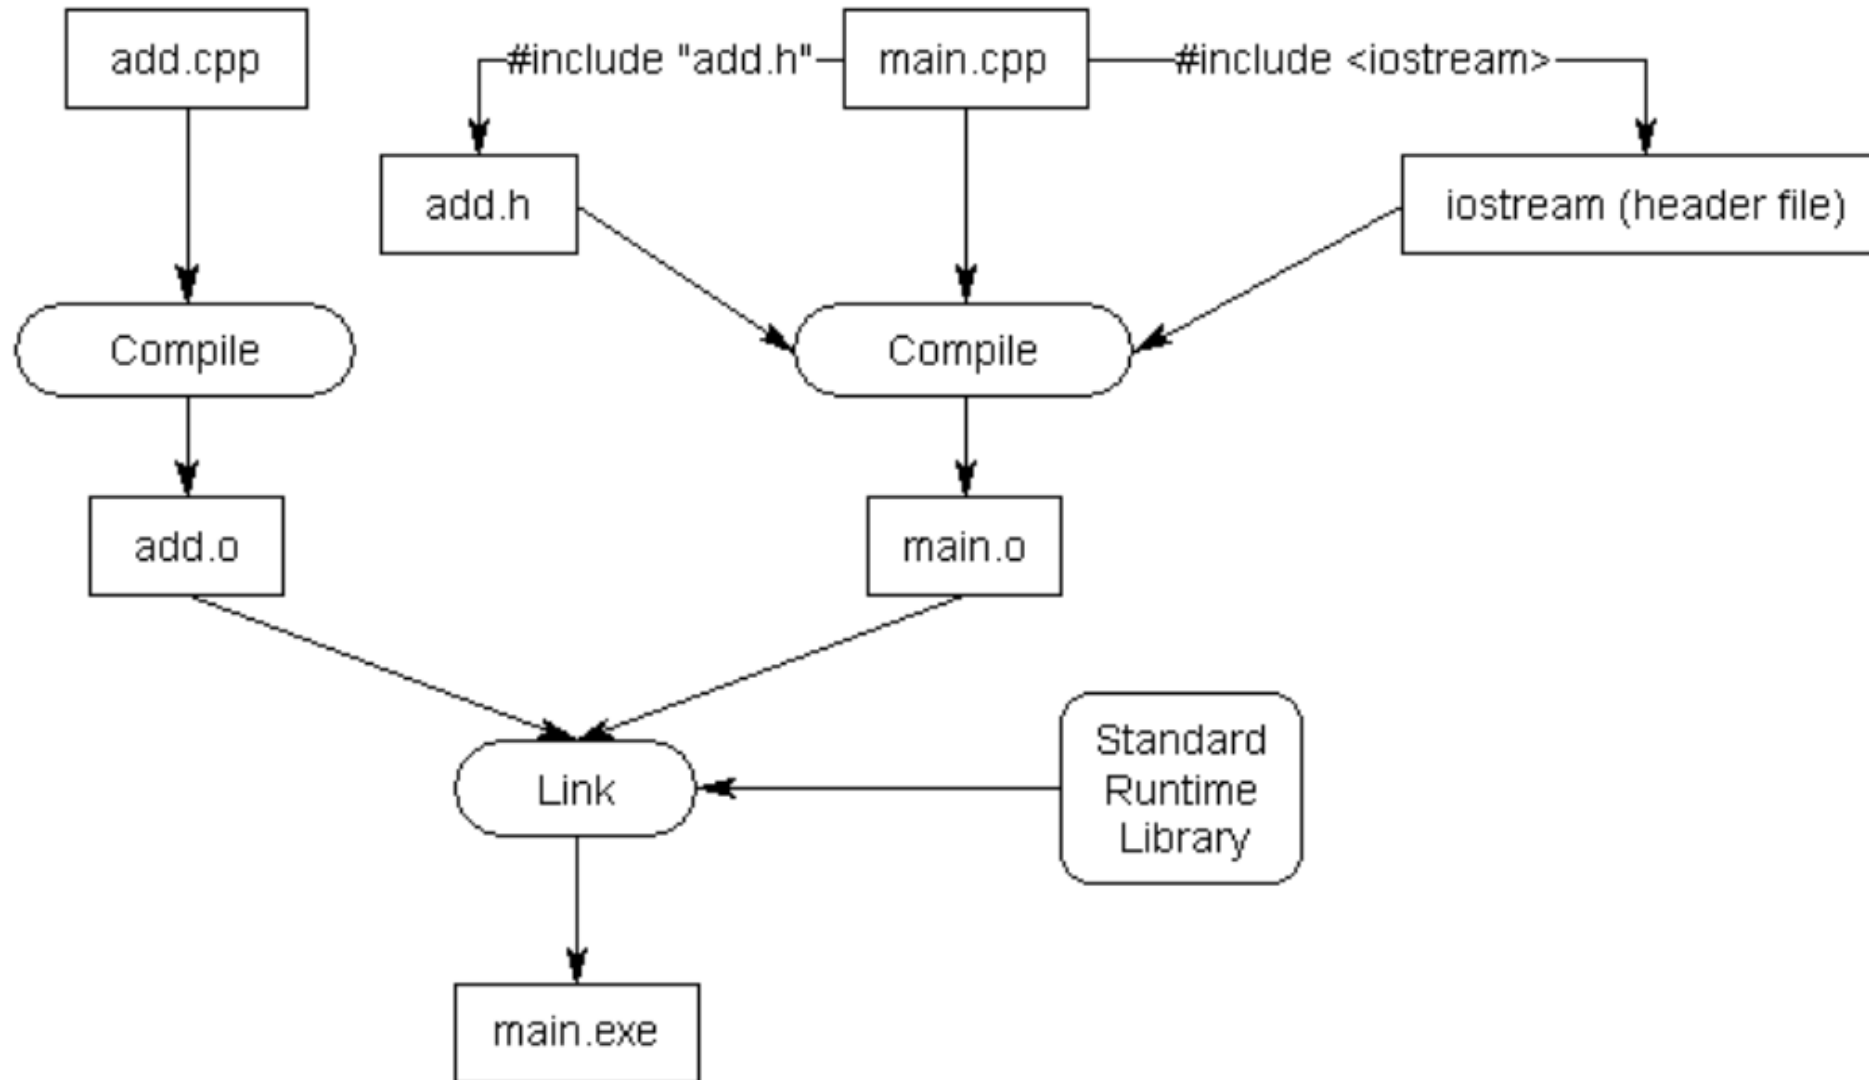 add.cpp
#include "add.h"
main.cpp
#include <iostream>
add.h
iostream (header file)
Compile
Compile
add.o
main.o
Link
Standard
Runtime
Library
main.exe